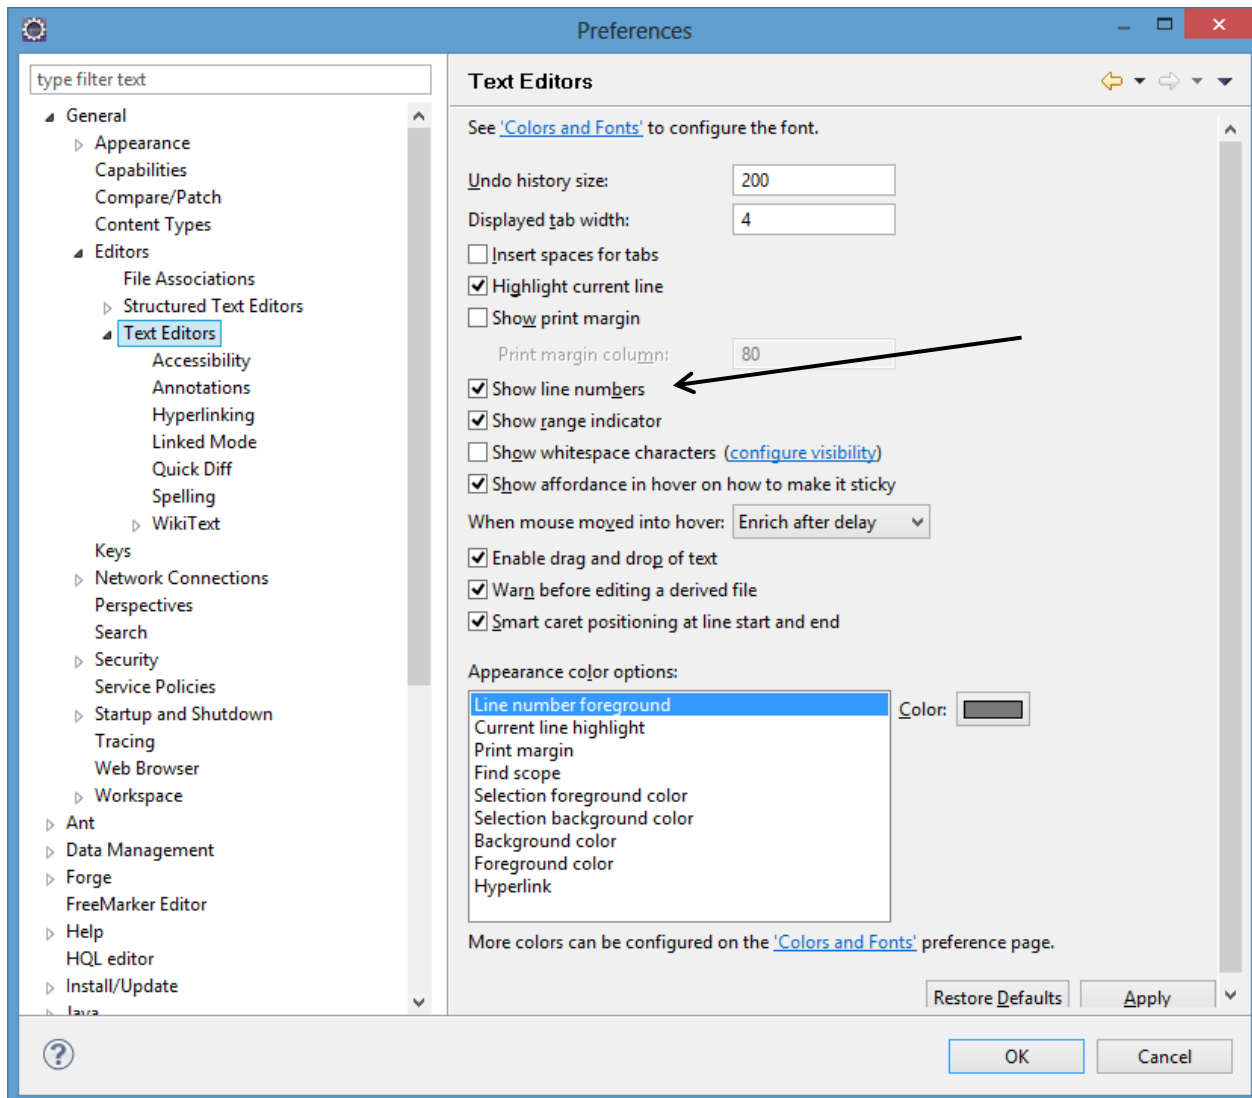 Preferences
type filter text
General
Appearance
Capabilities
Compare/Patch
Content Types
Editors
File Associations
Structured Text Editors
Text Editors
Accessibility
Annotations
Hyperlinking
Linked Mode
Quick Diff
Spelling
WikiText
Keys
Network Connections
Perspectives
Search
Security
Service Policies
Startup and Shutdown
Tracing
Web Browser
Workspace
Ant
Data Management
Forge
FreeMarker Editor
Help
HQL editor
Install/Update
Java
Text Editors
See 'Colors and Fonts' to configure the font.
Undo history size: 200
Displayed tab width: 4
Insert spaces for tabs
Highlight current line
Show print margin
Print margin column: 80
Show line numbers
Show range indicator
Show whitespace characters (configure visibility)
Show affordance in hover on how to make it sticky
When mouse moved into hover: Enrich after delay
Enable drag and drop of text
Warn before editing a derived file
Smart caret positioning at line start and end
Appearance color options:
Line number foreground
Current line highlight
Print margin
Find scope
Selection foreground color
Selection background color
Background color
Foreground color
Hyperlink
Color:
More colors can be configured on the 'Colors and Fonts' preference page.
Restore Defaults Apply
? OK Cancel